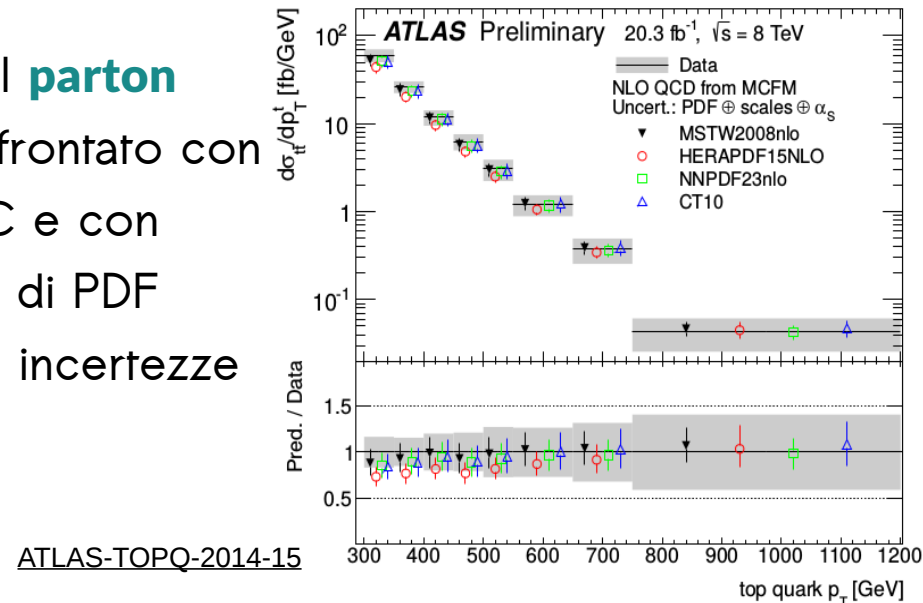 l parton
frontato con
C e con
di PDF
incertezze
ATLAS-TOPQ-2014-15
dσtt̄/dpTt [fb/GeV]
10²
10
1
10⁻¹
ATLAS Preliminary 20.3 fb⁻¹, √s = 8 TeV
Data
NLO QCD from MCFM
Uncert.: PDF ⊕ scales ⊕ αS
MSTW2008nlo
HERAPDF15NLO
NNPDF23nlo
CT10
Pred. / Data
1.5
1
0.5
300 400 500 600 700 800 900 1000 1100 1200
top quark pT [GeV]